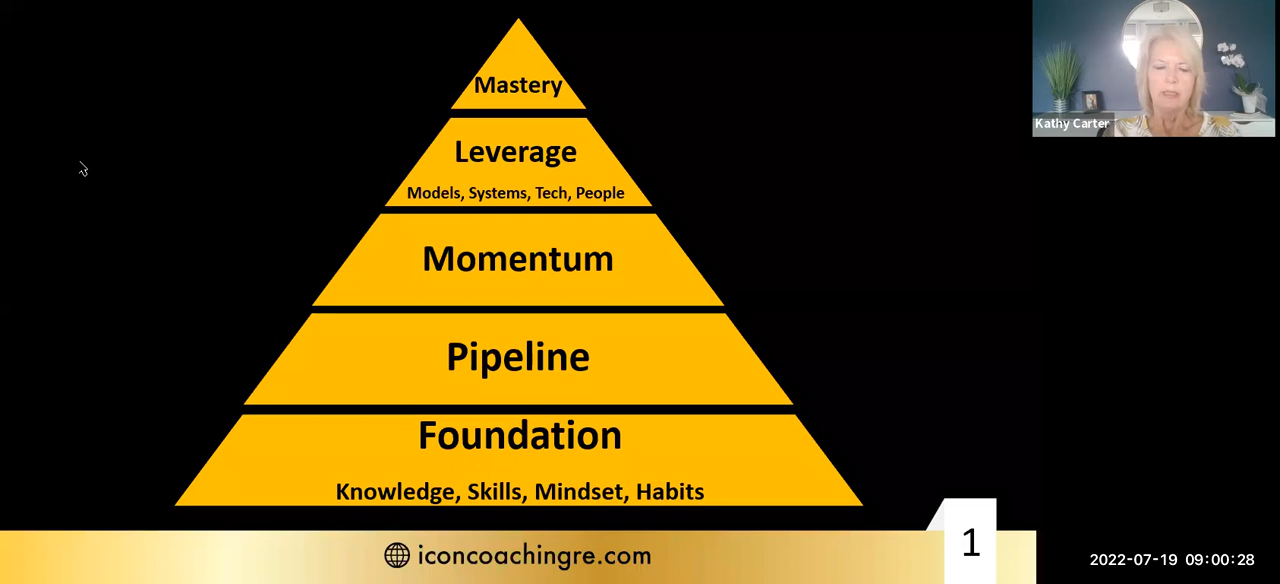 Mastery
Leverage
Models, Systems, Tech, People
Momentum
Pipeline
Foundation
Knowledge, Skills, Mindset, Habits
iconcoachingre.com
1
Kathy Carter
2022-07-19 09:00:28